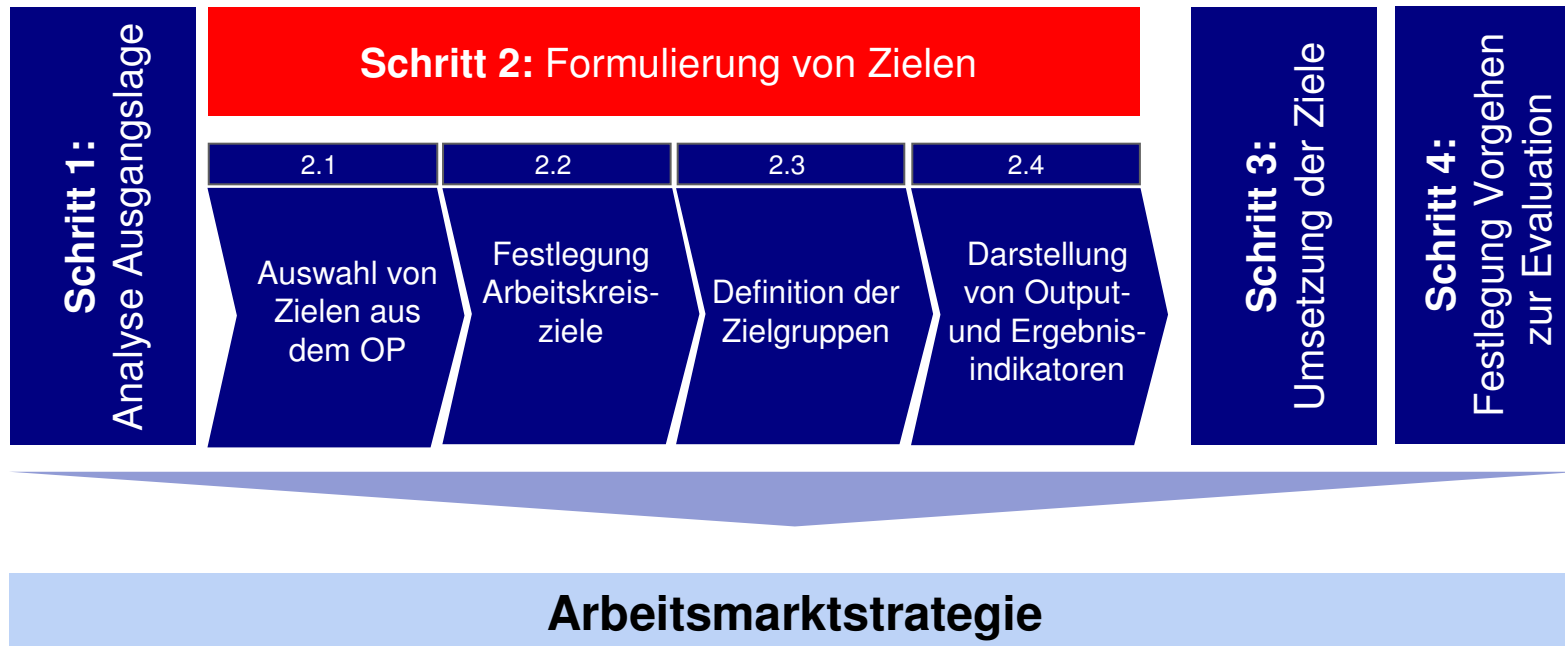 Schritt 1:
Analyse Ausgangslage
Schritt 2: Formulierung von Zielen
2.1
Auswahl von
Zielen aus
dem OP
2.2
Festlegung
Arbeitskreis-
ziele
2.3
Definition der
Zielgruppen
2.4
Darstellung
von Output-
und Ergebnis-
indikatoren
Schritt 3:
Umsetzung der Ziele
Schritt 4:
Festlegung Vorgehen
zur Evaluation
Arbeitsmarktstrategie